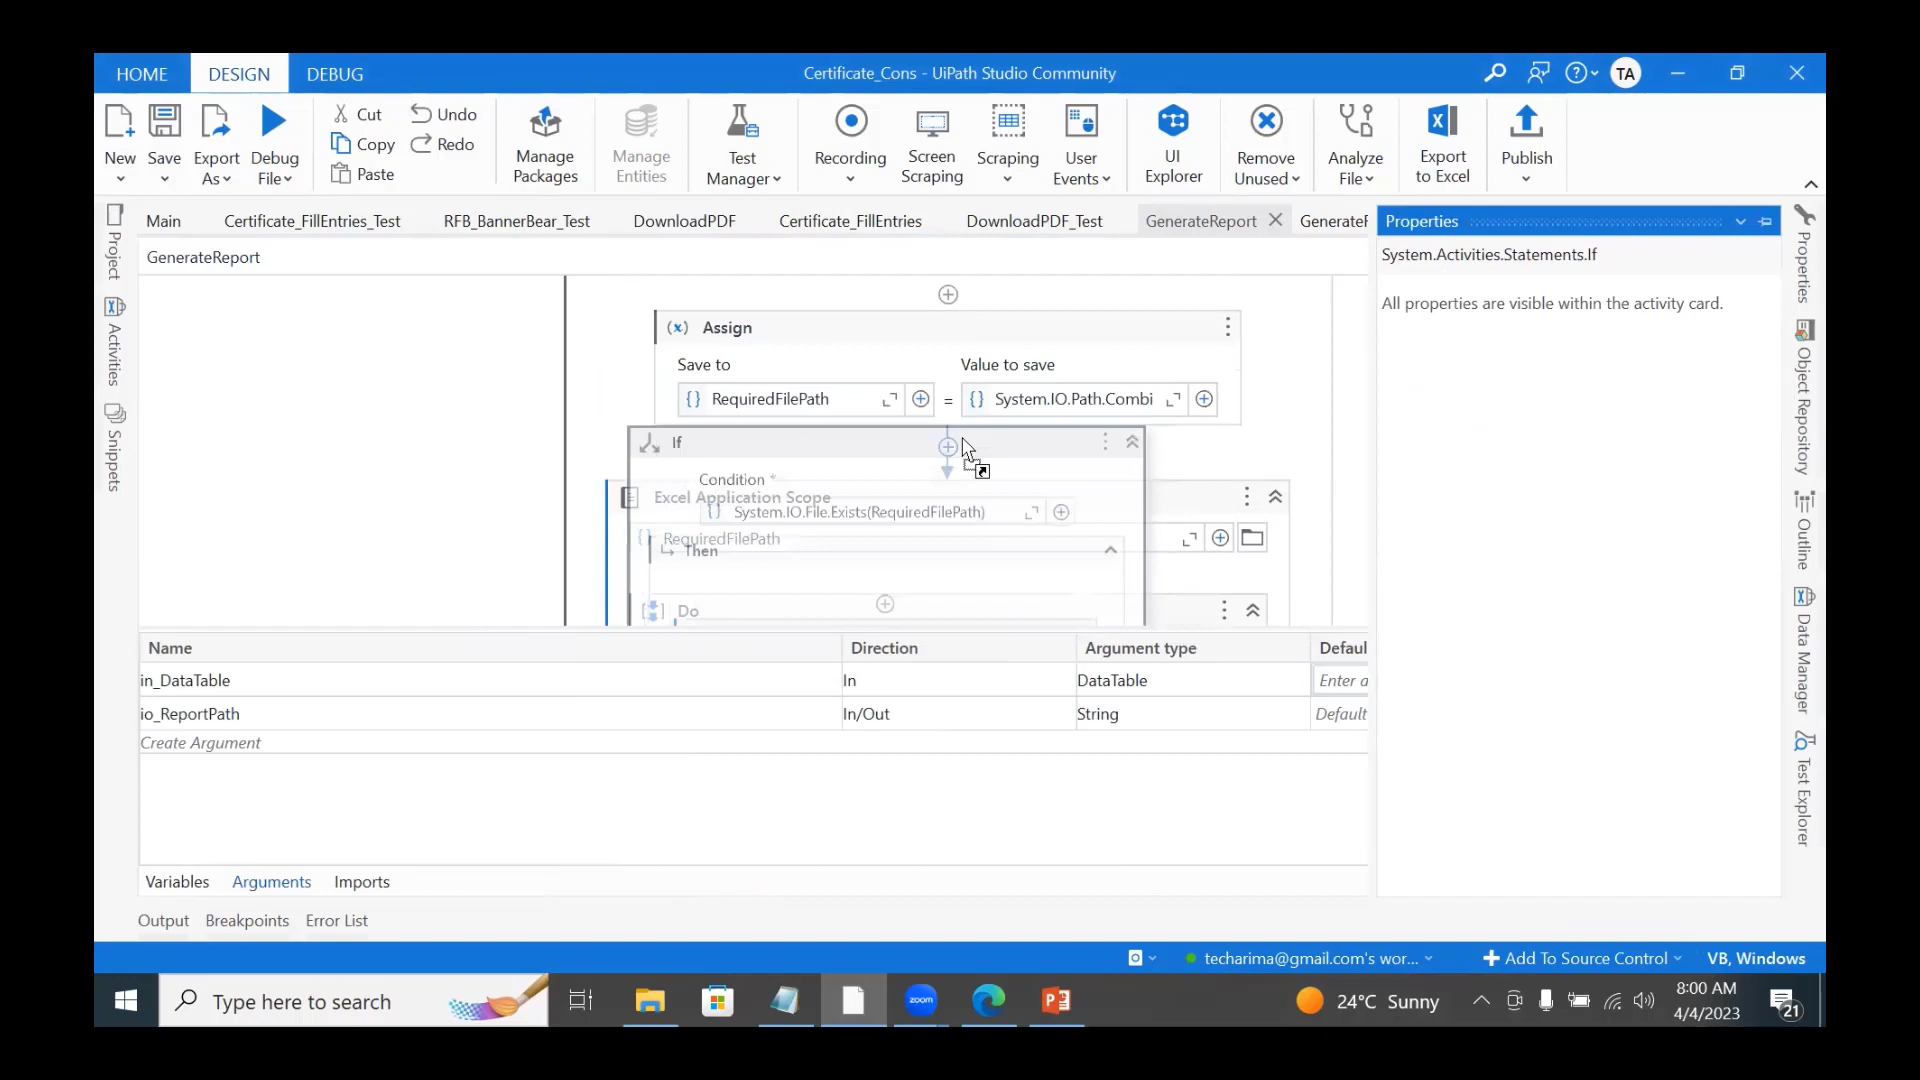 HOME DESIGN DEBUG Certificate_Cons - UiPath Studio Community TA
New Save Export As Debug File Cut Copy Paste Undo Redo Manage Packages Manage Entities Test Manager Recording Screen Scraping Scraping User Events UI Explorer Remove Unused Analyze File Export to Excel Publish
Main Certificate_FillEntries_Test RFB_BannerBear_Test DownloadPDF Certificate_FillEntries DownloadPDF_Test GenerateReport GenerateR
Properties
GenerateReport
System.Activities.Statements.If
All properties are visible within the activity card.
Project
Activities
Snippets
(x) Assign
Save to Value to save
{} RequiredFilePath = {} System.IO.Path.Combi
If
Condition *
Excel Application Scope
{} System.IO.File.Exists(RequiredFilePath)
{} RequiredFilePath
Then
Do
Name Direction Argument type Defaul
in_DataTable In DataTable Enter a
io_ReportPath In/Out String Default
Create Argument
Variables Arguments Imports
Output Breakpoints Error List
Properties
Object Repository
Outline
Data Manager
Test Explorer
techarima@gmail.com's wor... Add To Source Control VB, Windows
Type here to search zoom 24°C Sunny 8:00 AM
4/4/2023 21